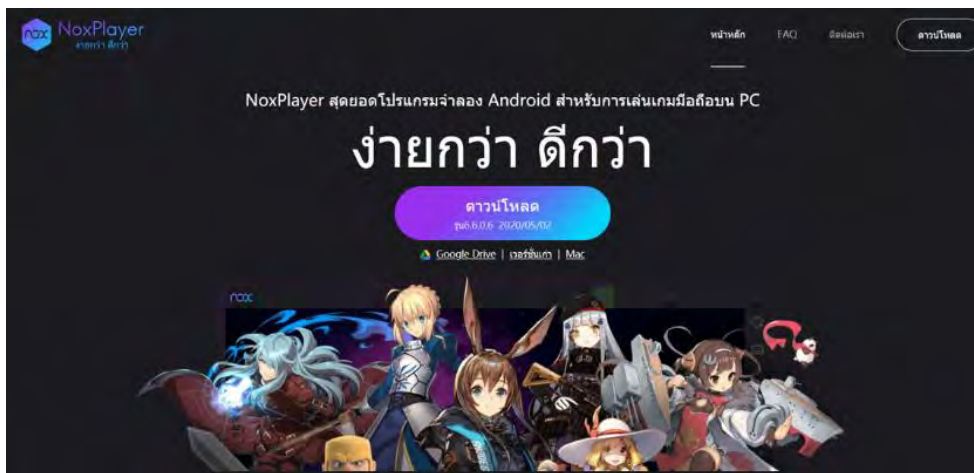 nox NoxPlayer
ง่ายกว่า ดีกว่า
หน้าหลัก FAQ ติดต่อเรา ดาวน์โหลด
NoxPlayer สุดยอดโปรแกรมจำลอง Android สำหรับการเล่นเกมมือถือบน PC
ง่ายกว่า ดีกว่า
ดาวน์โหลด
รุ่น6.6.0.6 2020/05/02
Google Drive | เวอร์ชั่นเก่า | Mac
nox